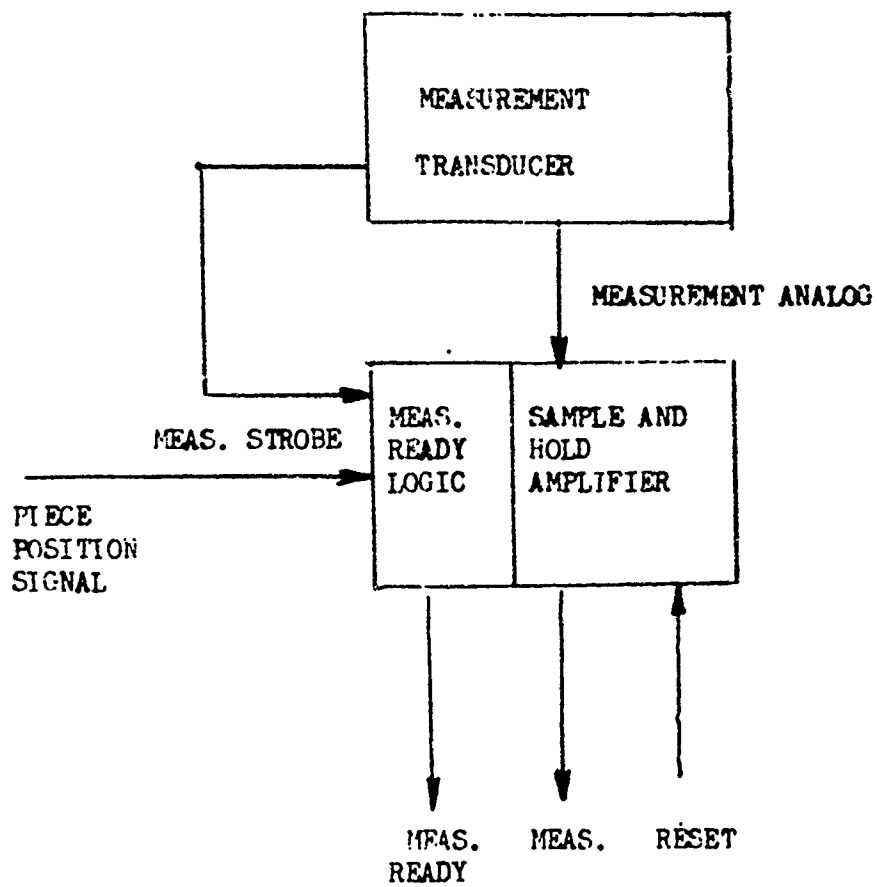 MEASUREMENT
TRANSDUCER
MEASUREMENT ANALOG
MEAS. STROBE
MEAS.
READY
LOGIC
SAMPLE AND
HOLD
AMPLIFIER
PIECE
POSITION
SIGNAL
MEAS.
READY
MEAS.
RESET